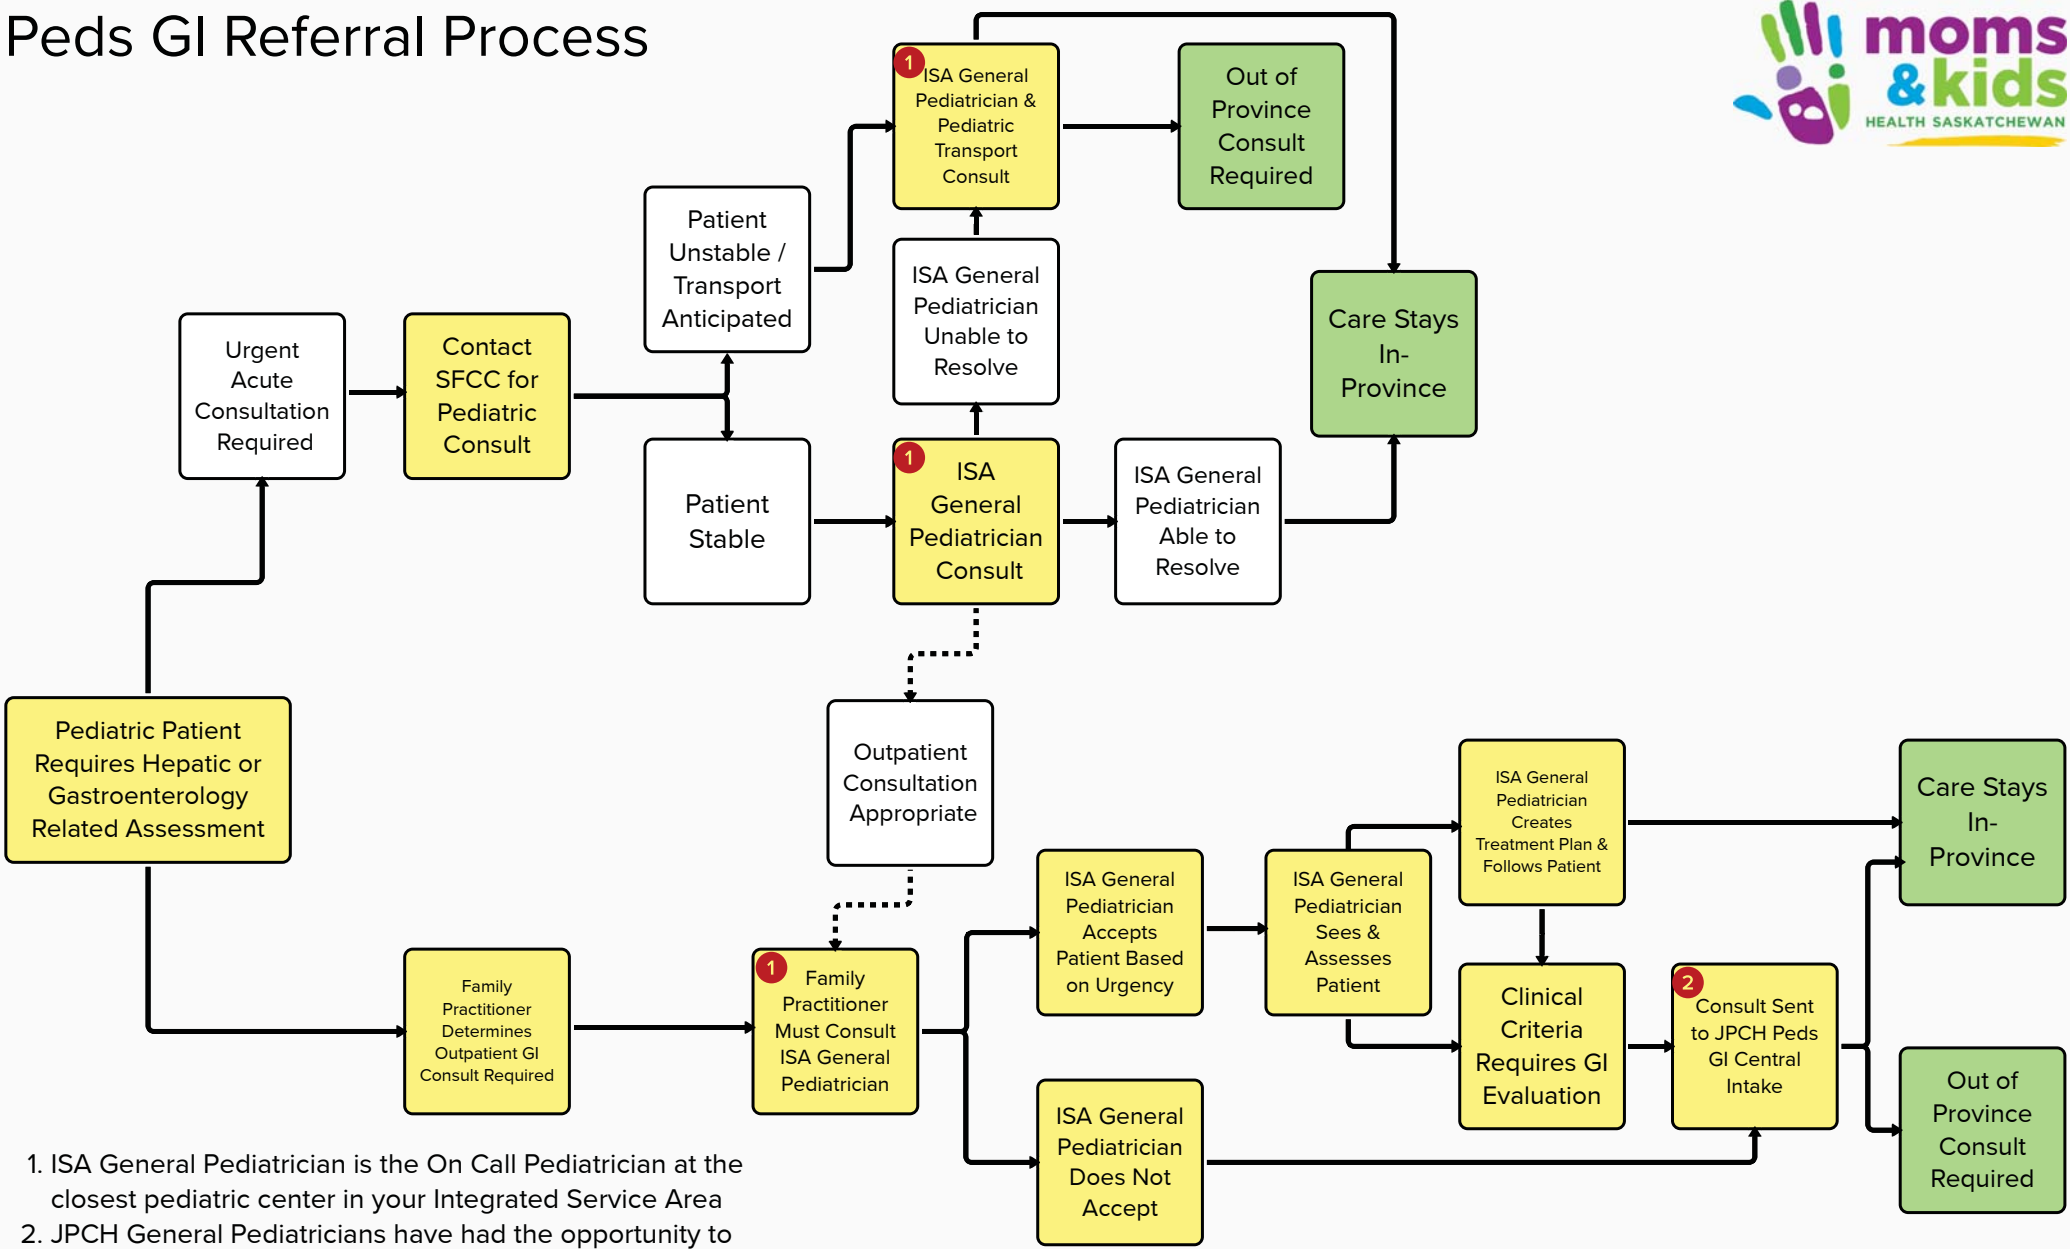 Peds GI Referral Process
moms
&kids
HEALTH SASKATCHEWAN
1
ISA General
Pediatrician &
Pediatric
Transport
Consult
Out of
Province
Consult
Required
Patient
Unstable /
Transport
Anticipated
ISA General
Pediatrician
Unable to
Resolve
Care Stays
In-
Province
Urgent
Acute
Consultation
Required
Contact
SFCC for
Pediatric
Consult
Patient
Stable
1
ISA
General
Pediatrician
Consult
ISA General
Pediatrician
Able to
Resolve
Pediatric Patient
Requires Hepatic or
Gastroenterology
Related Assessment
Outpatient
Consultation
Appropriate
Family
Practitioner
Determines
Outpatient GI
Consult Required
1
Family
Practitioner
Must Consult
ISA General
Pediatrician
ISA General
Pediatrician
Accepts
Patient Based
on Urgency
ISA General
Pediatrician
Sees &
Assesses
Patient
ISA General
Pediatrician
Creates
Treatment Plan &
Follows Patient
Care Stays
In-
Province
Clinical
Criteria
Requires GI
Evaluation
2
Consult Sent
to JPCH Peds
GI Central
Intake
Out of
Province
Consult
Required
ISA General
Pediatrician
Does Not
Accept
1. ISA General Pediatrician is the On Call Pediatrician at the
closest pediatric center in your Integrated Service Area
2. JPCH General Pediatricians have had the opportunity to